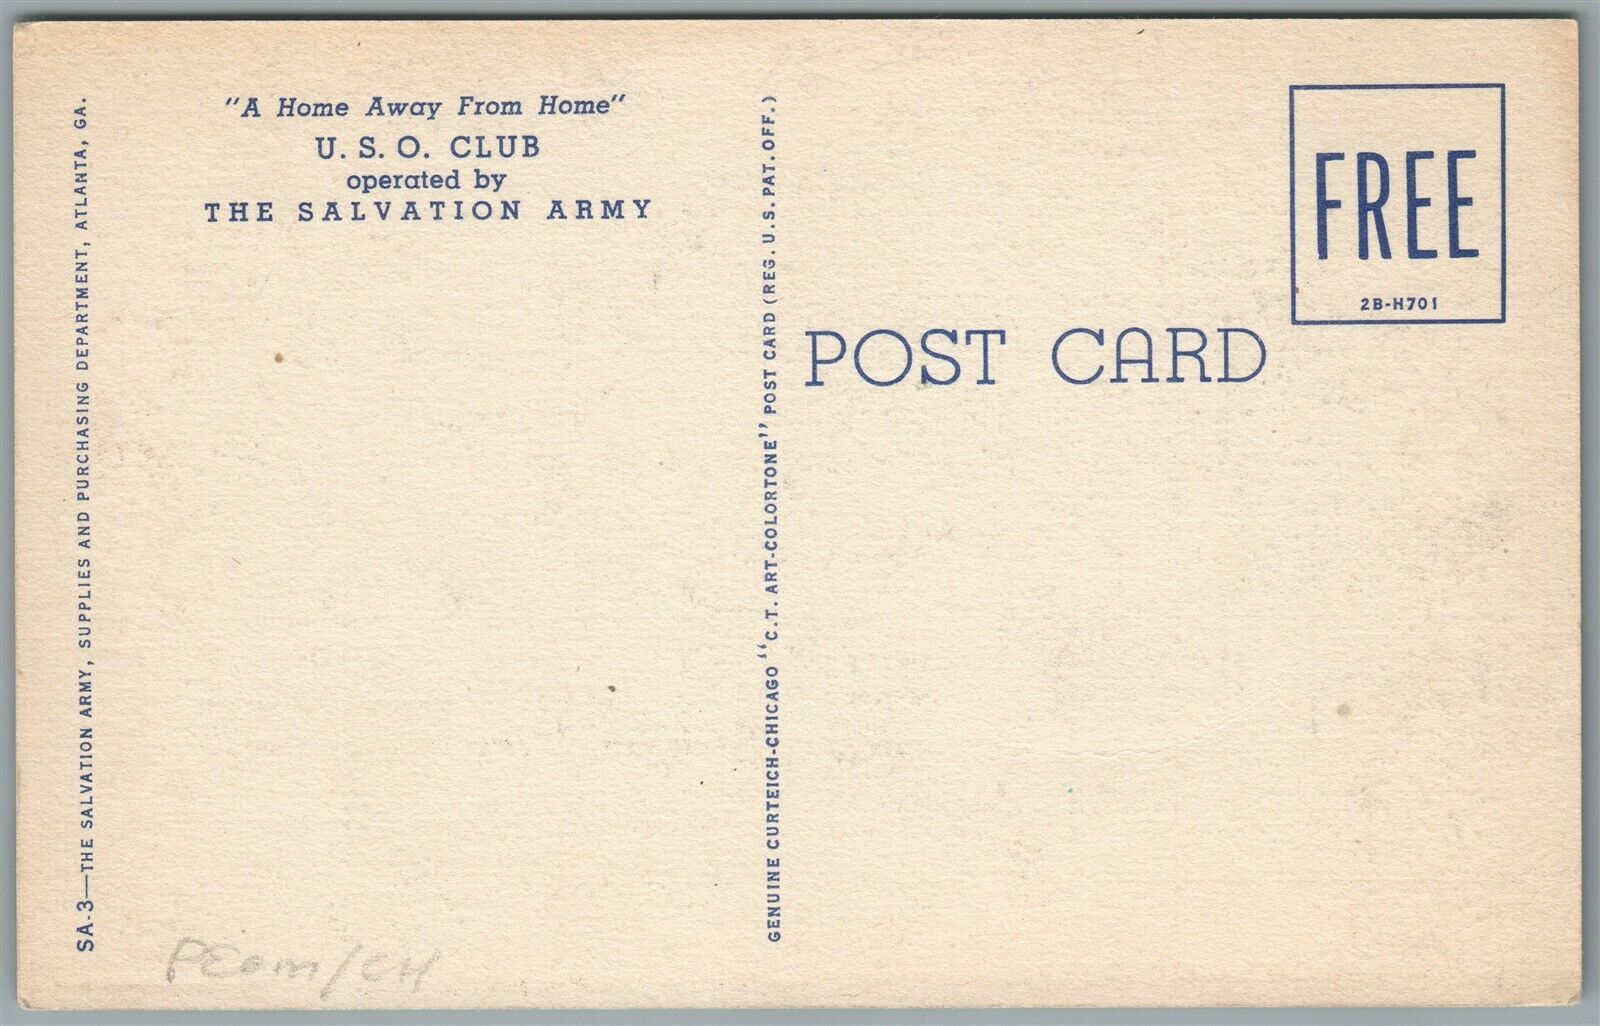 "A Home Away From Home"
U. S. O. CLUB
operated by
THE SALVATION ARMY
SA-3—THE SALVATION ARMY, SUPPLIES AND PURCHASING DEPARTMENT, ATLANTA, GA.
GENUINE CURTEICH-CHICAGO "C.T. ART-COLORTONE" POST CARD (REG. U.S. PAT. OFF.)
FREE
2B-H701
POST CARD